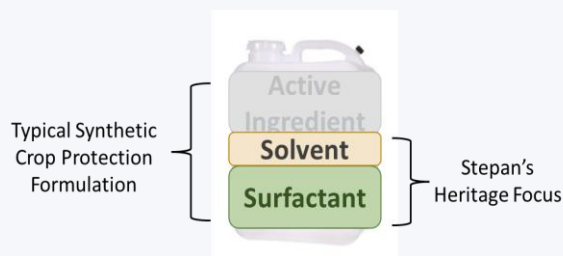 Typical Synthetic
Crop Protection
Formulation
Active
Ingredient
Solvent
Surfactant
Stepan's
Heritage Focus